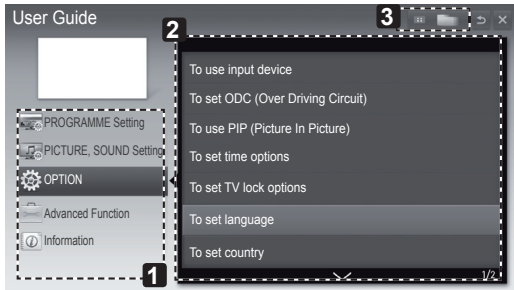 User Guide
3
2
To use input device
To set ODC (Over Driving Circuit)
To use PIP (Picture In Picture)
To set time options
To set TV lock options
To set language
To set country
1/2
PROGRAMME Setting
PICTURE, SOUND Setting
OPTION
Advanced Function
Information
1